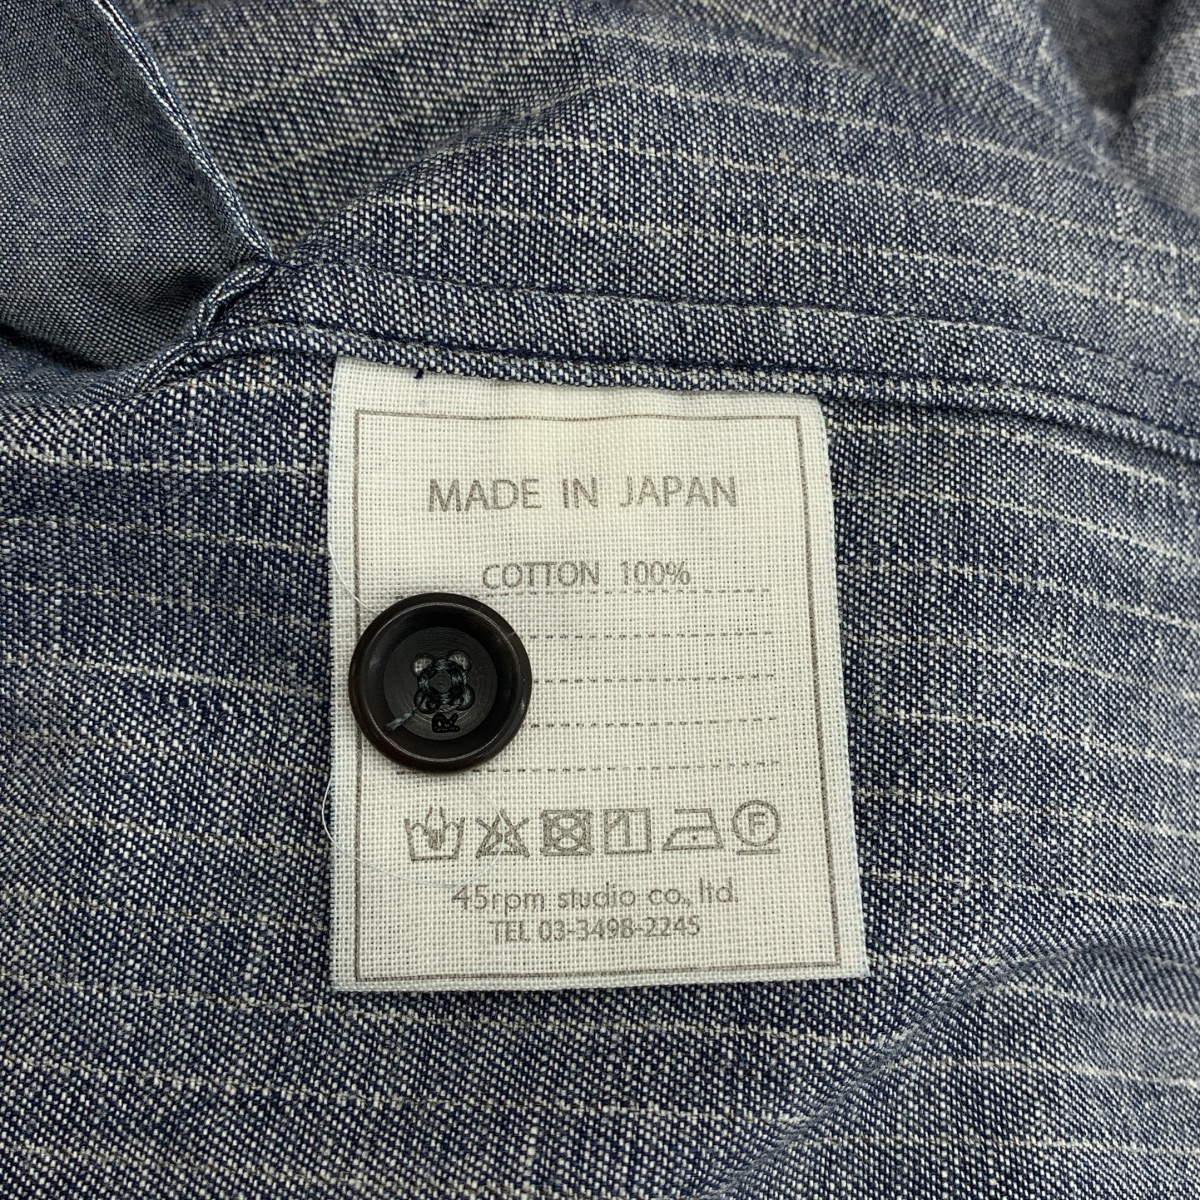 MADE IN JAPAN
COTTON 100%
R
F
45rpm studio co., ltd.
TEL 03-3498-2245